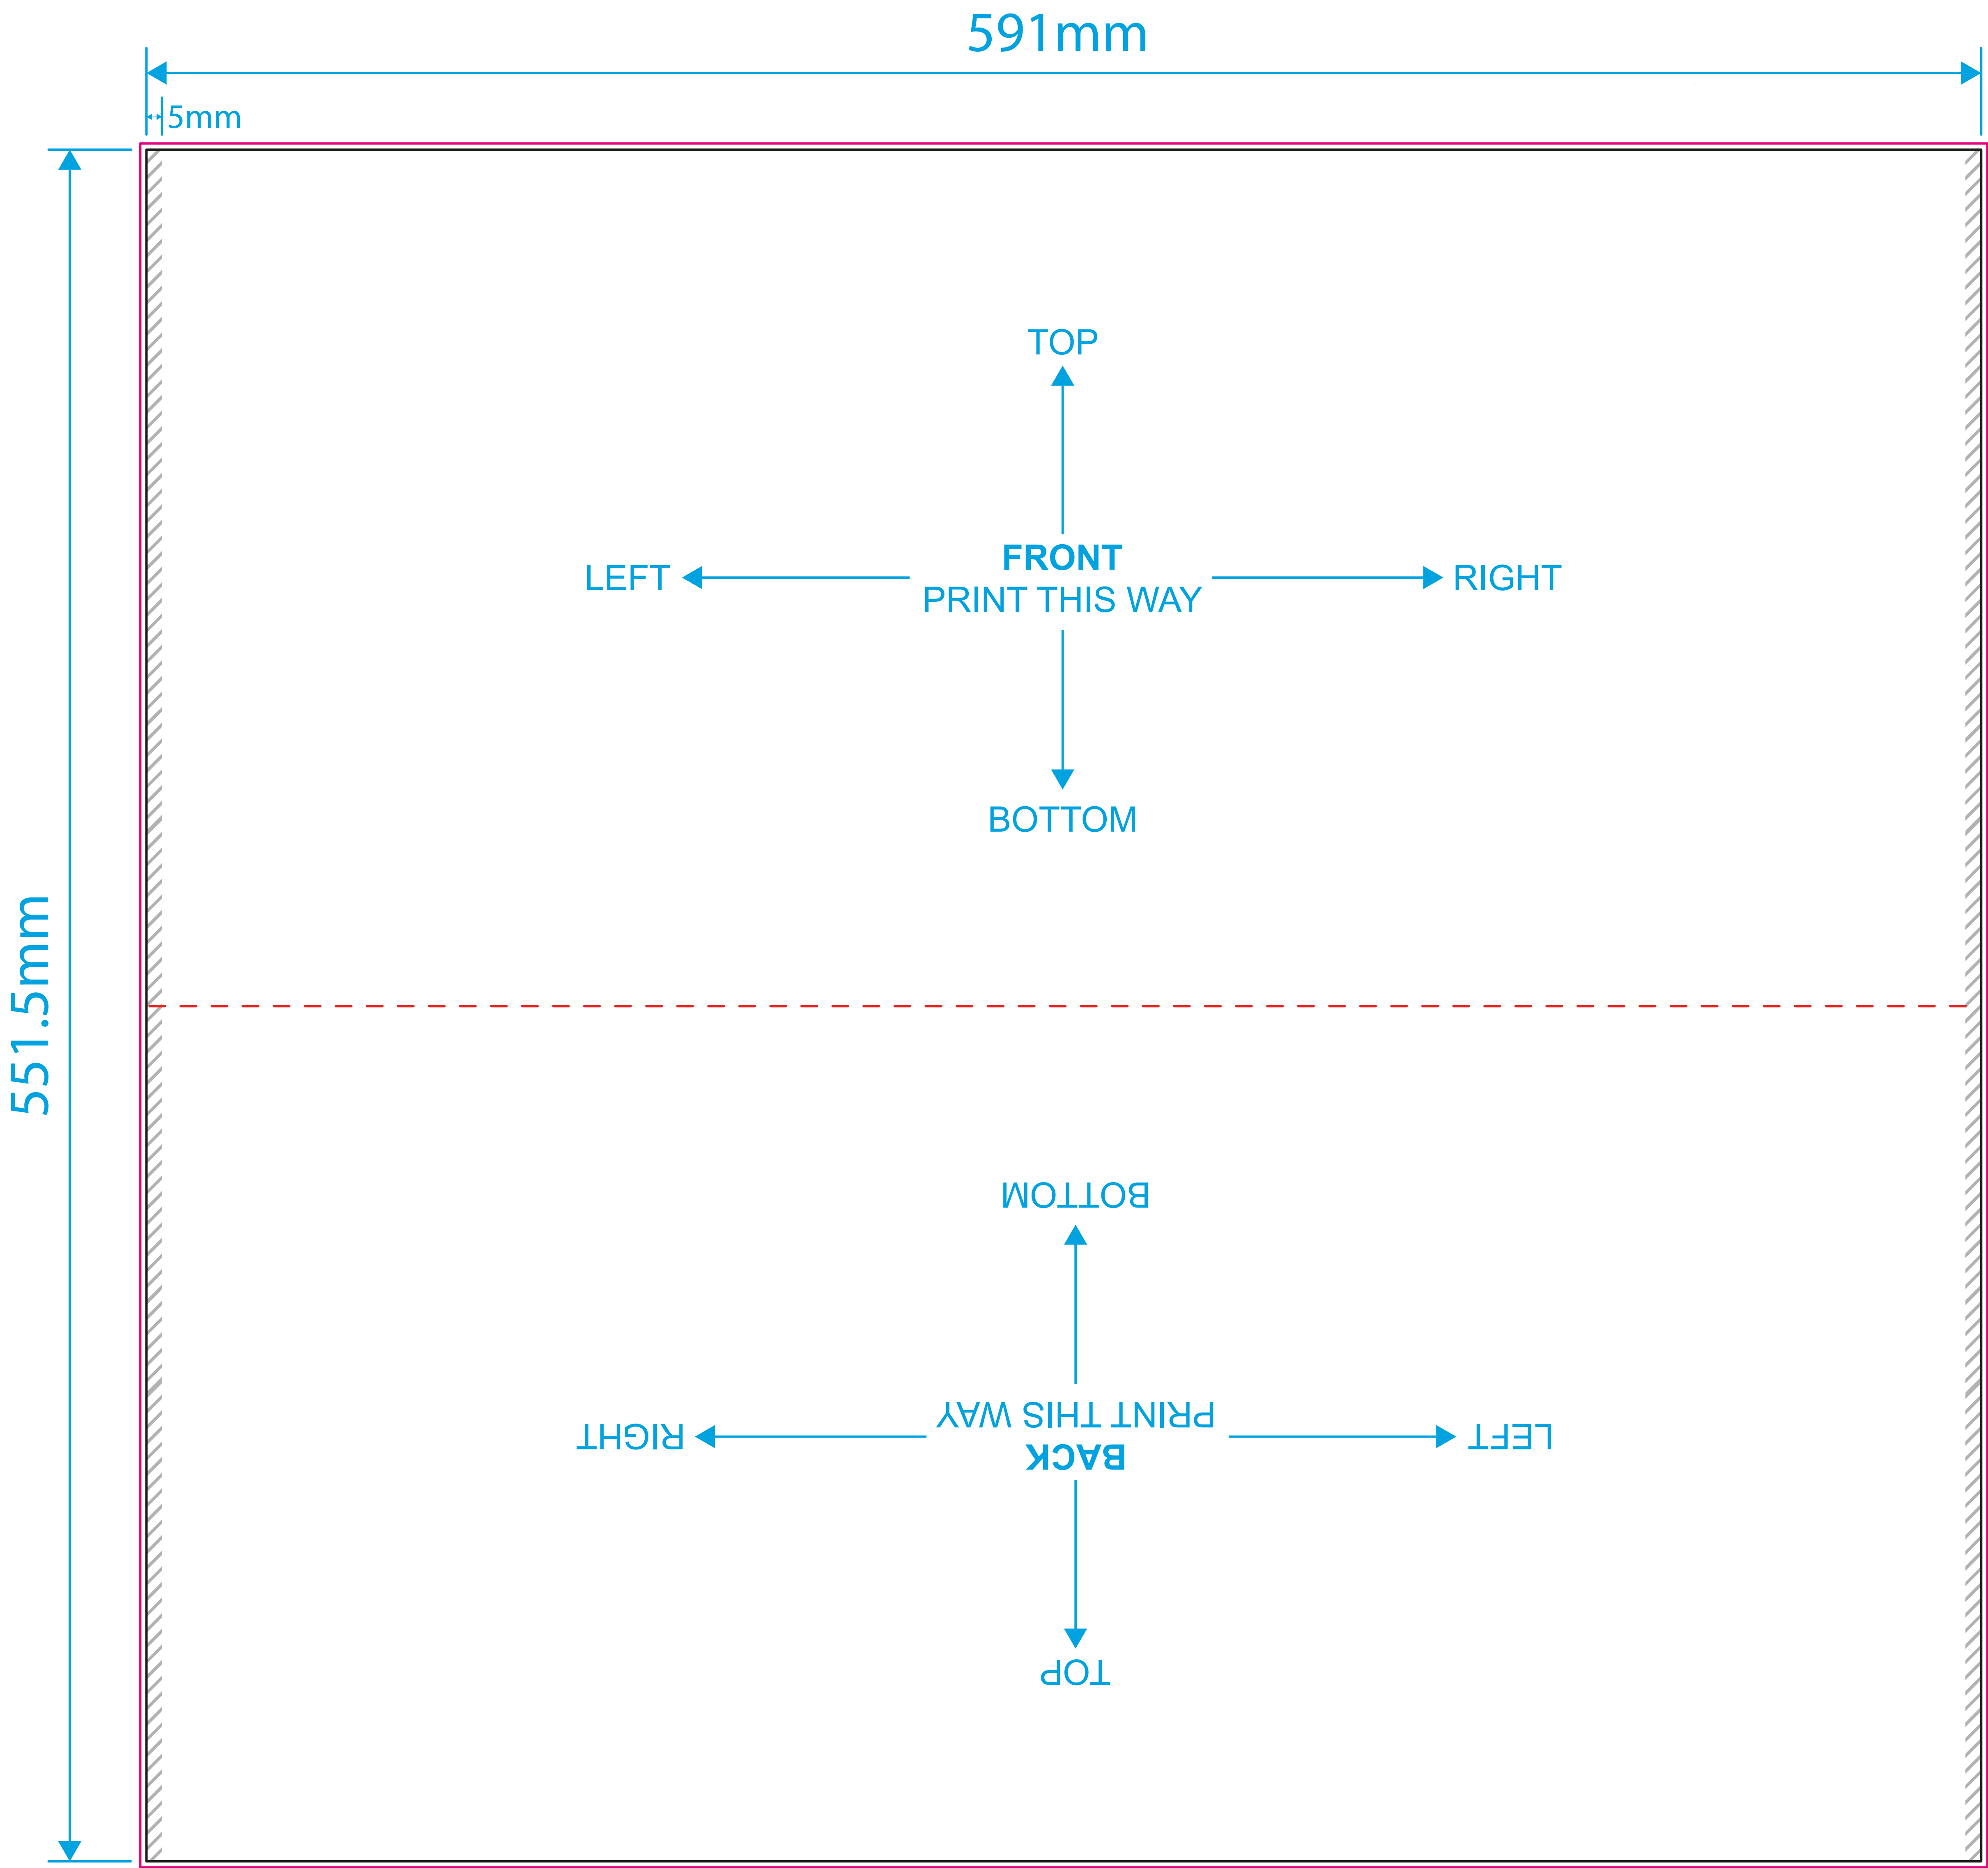 591mm
5mm
TOP
FRONT
LEFT
RIGHT
PRINT THIS WAY
BOTTOM
551.5mm
BOTTOM
PRINT THIS WAY
RIGHT
LEFT
BACK
TOP